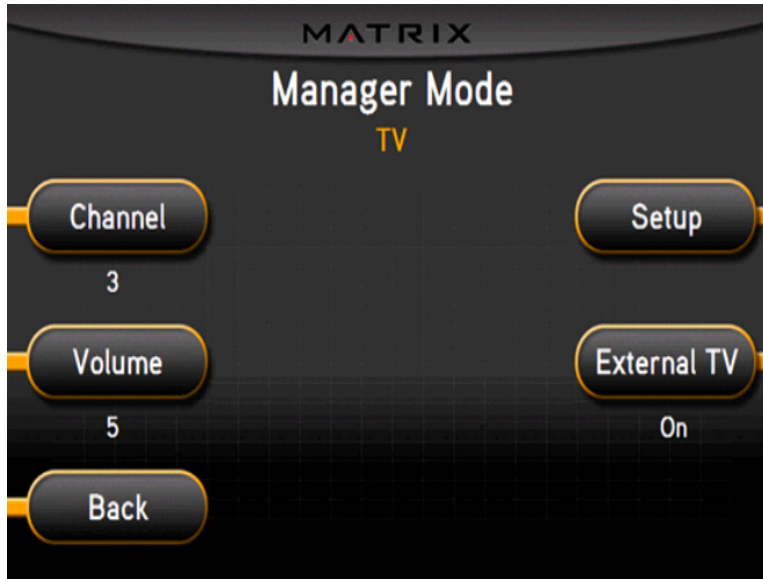 MATRIX
Manager Mode
TV
Channel
3
Volume
5
Back
Setup
External TV
On